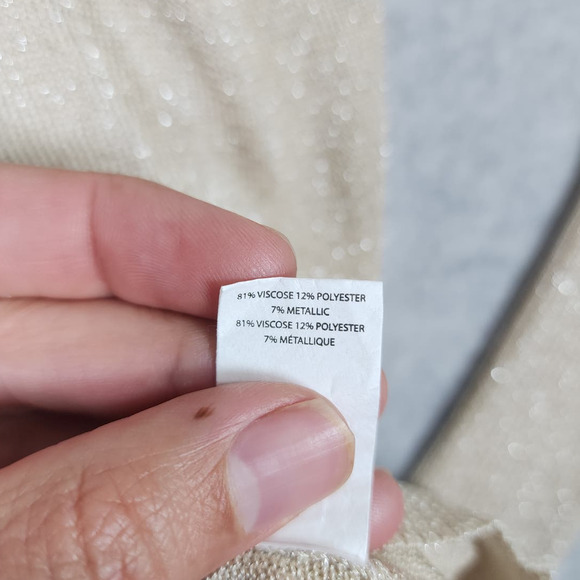 81% VISCOSE 12% POLYESTER
7% METALLIC
81% VISCOSE 12% POLYESTER
7% MÉTALLIQUE